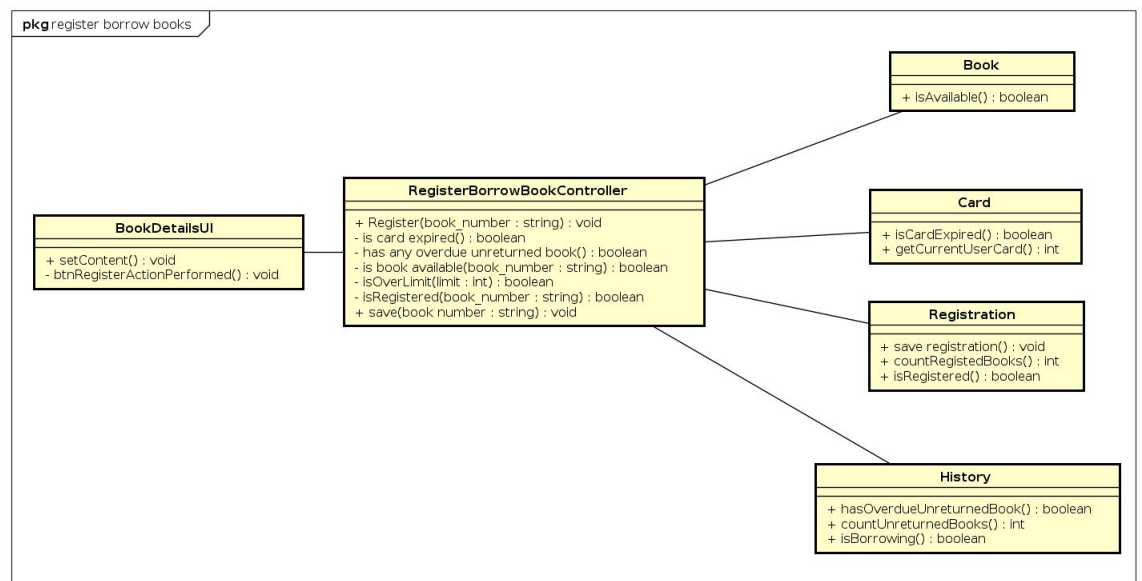 pkg register borrow books
Book
+ isAvailable() : boolean
RegisterBorrowBookController
+ Register(book_number : string) : void
- is card expired() : boolean
- has any overdue unreturned book() : boolean
- is book available(book_number : string) : boolean
- isOverLimit(limit : int) : boolean
- isRegistered(book_number : string) : boolean
+ save(book number : string) : void
Card
+ isCardExpired() : boolean
+ getCurrentUserCard() : int
BookDetailsUI
+ setContent() : void
- btnRegisterActionPerformed() : void
Registration
+ save registration() : void
+ countRegistedBooks() : int
+ isRegistered() : boolean
History
+ hasOverdueUnreturnedBook() : boolean
+ countUnreturnedBooks() : int
+ isBorrowing() : boolean